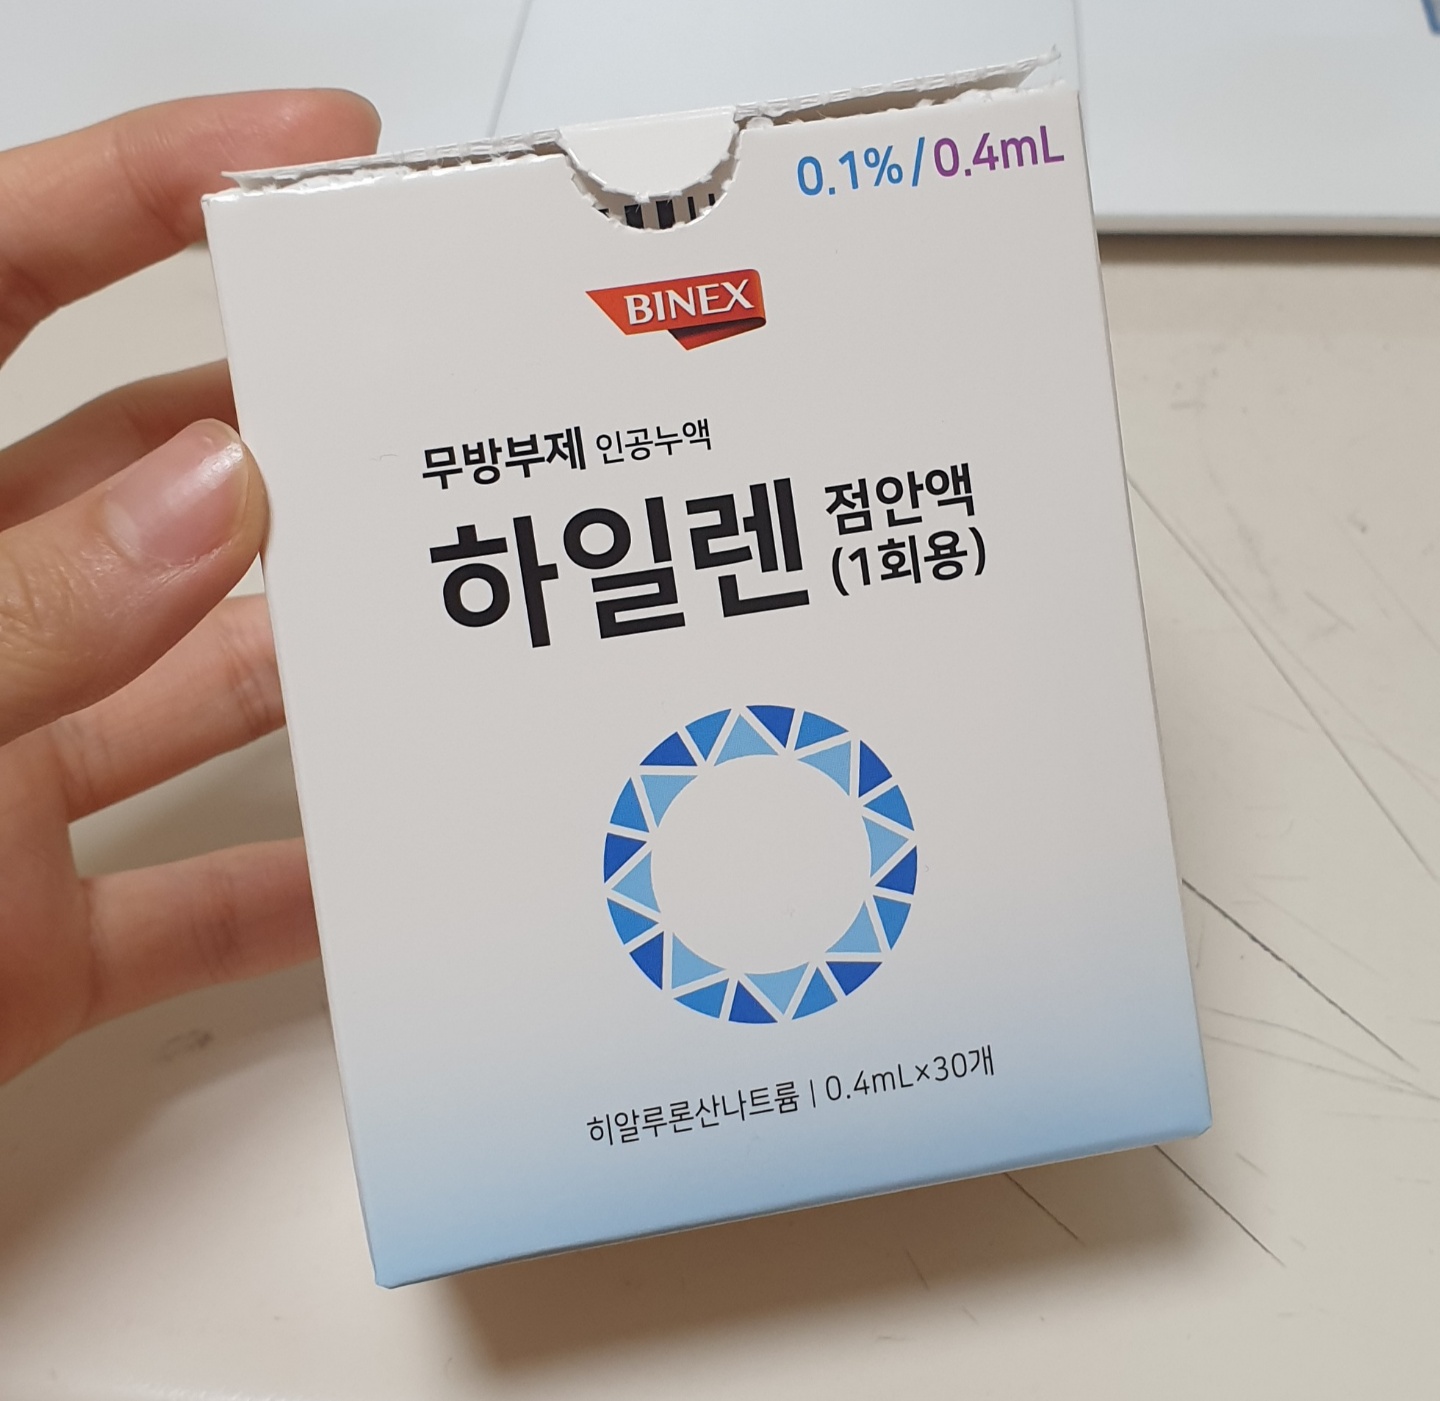 0.1%/0.4mL
BINEX
무방부제 인공누액
하일렌 점안액
(1회용)
히알루론산나트륨 | 0.4mL×30개